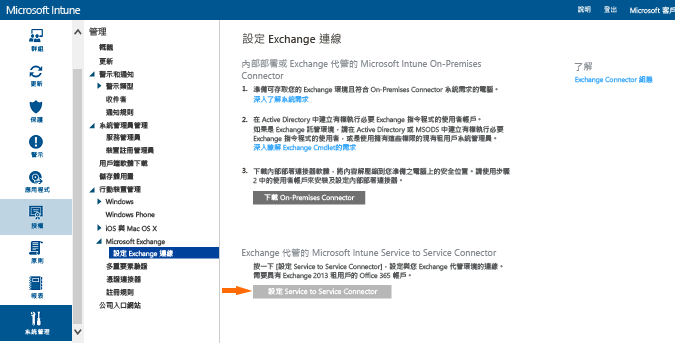 Microsoft Intune
說明
登出
Microsoft 客戶
群組
更新
保護
警示
應用程式
授權
原則
報表
系統管理
管理
概觀
更新
警示和通知
警示類型
收件者
通知規則
系統管理員管理
服務管理員
裝置註冊管理員
用戶端軟體下載
儲存體用量
行動裝置管理
Windows
Windows Phone
iOS 與 Mac OS X
Microsoft Exchange
設定 Exchange 連線
多重要素驗證
憑證連接器
註冊規則
公司入口網站
設定 Exchange 連線
內部部署或 Exchange 代管的 Microsoft Intune On-Premises
Connector
1. 準備可存取您的 Exchange 環境且符合 On-Premises Connector 系統需求的電腦。
深入了解系統需求
2. 在 Active Directory 中建立有權執行必要 Exchange 指令程式的使用者帳戶。
如果是 Exchange 託管環境，請在 Active Directory 或 MSODS 中建立有權執行必要
Exchange 指令程式的使用者，或是使用擁有這些權限的現有租用戶系統管理員。
深入瞭解 Exchange Cmdlet的需求
3. 下載內部部署連接器軟體，將內容解壓縮到您準備之電腦上的安全位置。請使用步驟
2 中的使用者帳戶來安裝及設定內部部署連接器。
下載 On-Premises Connector
Exchange 代管的 Microsoft Intune Service to Service Connector
按一下 [設定 Service to Service Connector]，設定與您 Exchange 代管環境的連線。
需要具有 Exchange 2013 租用戶的 Office 365 帳戶。
設定 Service to Service Connector
了解
Exchange Connector 組態